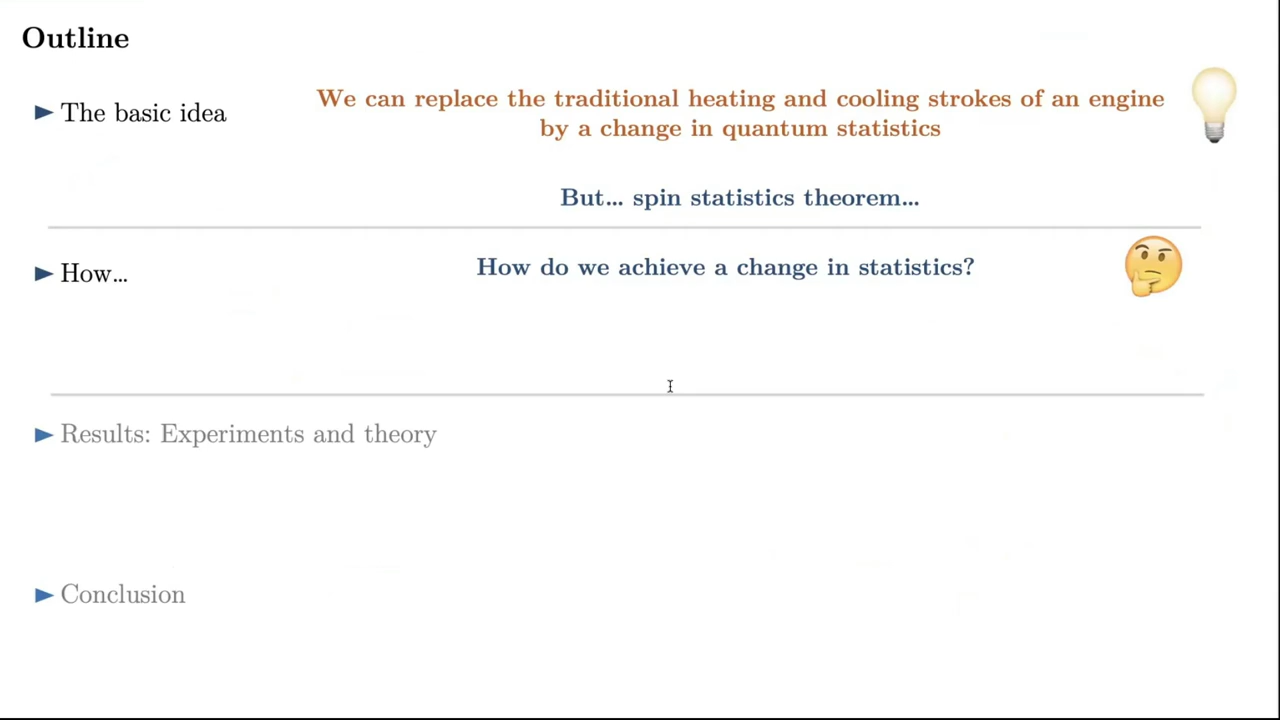 Outline
The basic idea
We can replace the traditional heating and cooling strokes of an engine
by a change in quantum statistics
But... spin statistics theorem...
How...
How do we achieve a change in statistics?
Results: Experiments and theory
Conclusion